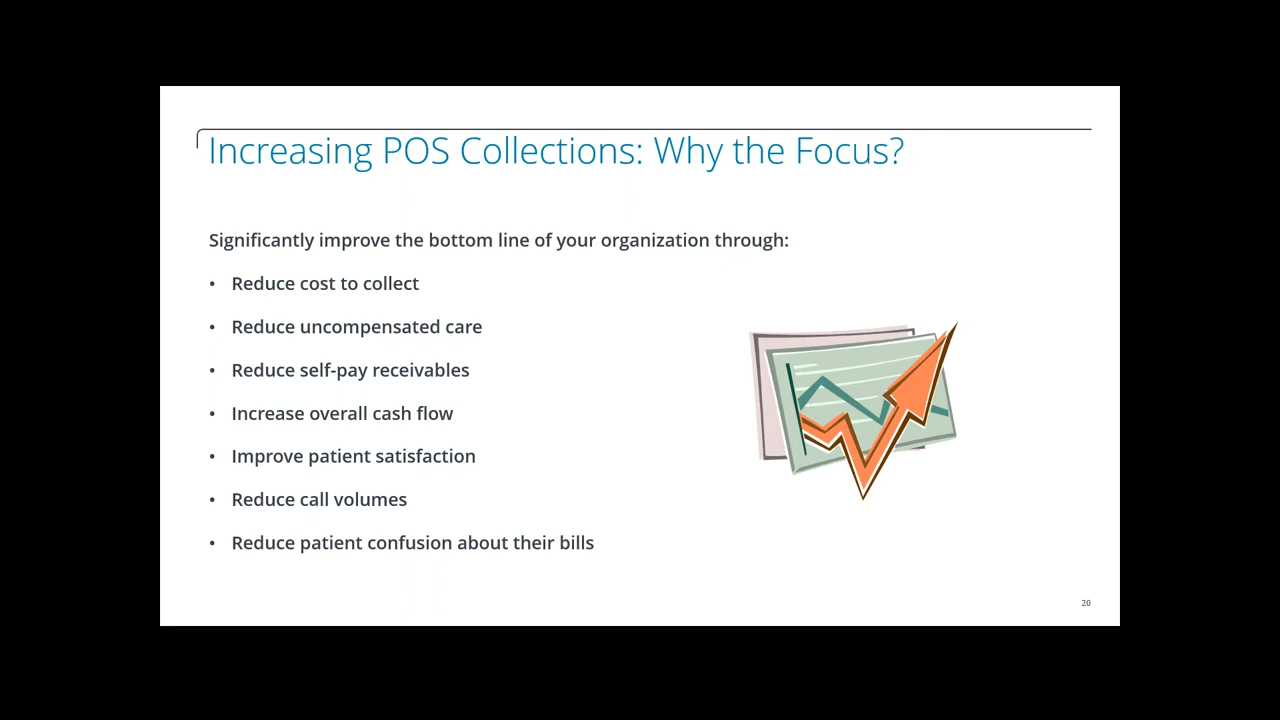 Increasing POS Collections: Why the Focus?
Significantly improve the bottom line of your organization through:
• Reduce cost to collect
• Reduce uncompensated care
• Reduce self-pay receivables
• Increase overall cash flow
• Improve patient satisfaction
• Reduce call volumes
• Reduce patient confusion about their bills
20